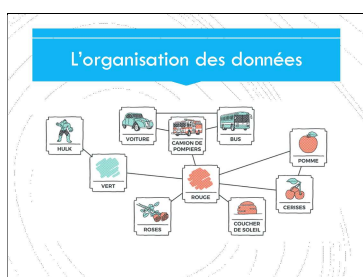 L'organisation des données
HULK
VOITURE
CAMION DE
POMPIERS
BUS
POMME
VERT
ROUGE
CERISES
ROSES
COUCHER
DE SOLEIL